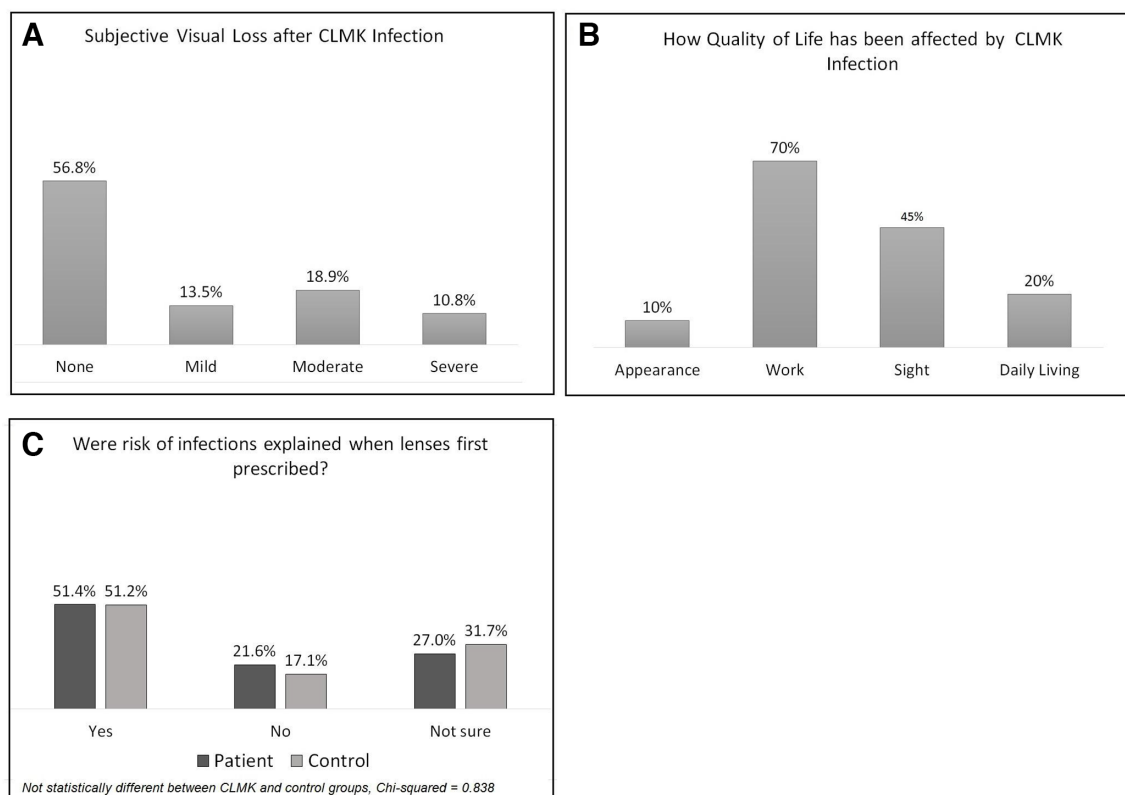 A
Subjective Visual Loss after CLMK Infection
56.8%
13.5%
18.9%
10.8%
None
Mild
Moderate
Severe
B
How Quality of Life has been affected by CLMK
Infection
10%
70%
45%
20%
Appearance
Work
Sight
Daily Living
C
Were risk of infections explained when lenses first
prescribed?
51.4%
51.2%
21.6%
17.1%
27.0%
31.7%
Yes
No
Not sure
Patient
Control
Not statistically different between CLMK and control groups, Chi-squared = 0.838